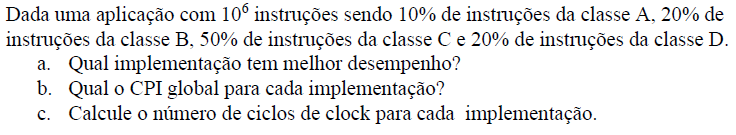 Dada uma aplicação com 10⁶ instruções sendo 10% de instruções da classe A, 20% de
instruções da classe B, 50% de instruções da classe C e 20% de instruções da classe D.
a. Qual implementação tem melhor desempenho?
b. Qual o CPI global para cada implementação?
c. Calcule o número de ciclos de clock para cada implementação.